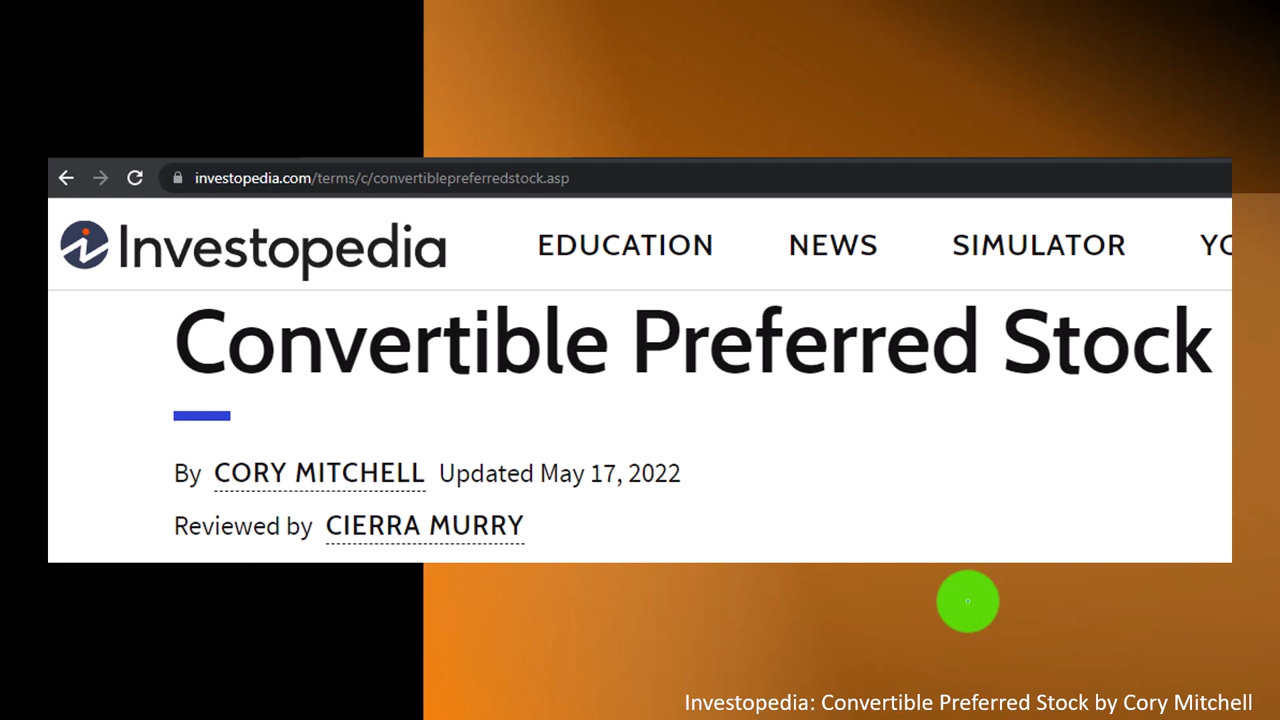 investopedia.com/terms/c/convertiblepreferredstock.asp
Investopedia EDUCATION NEWS SIMULATOR YO
Convertible Preferred Stock
By CORY MITCHELL Updated May 17, 2022
Reviewed by CIERRA MURRY
Investopedia: Convertible Preferred Stock by Cory Mitchell